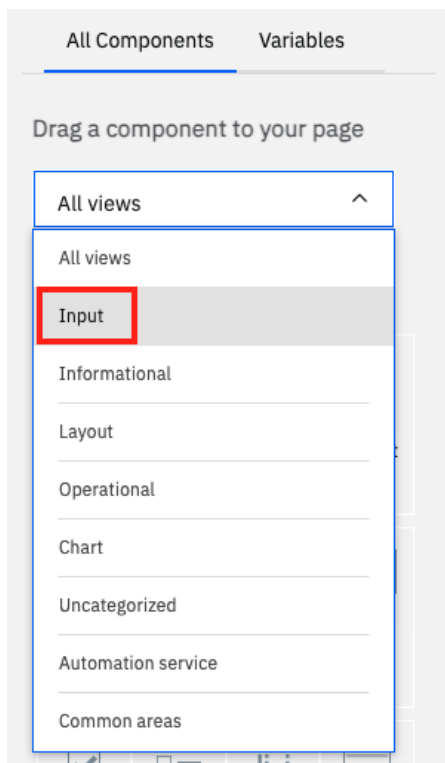 All Components Variables
Drag a component to your page
All views
All views
Input
Informational
Layout
Operational
Chart
Uncategorized
Automation service
Common areas